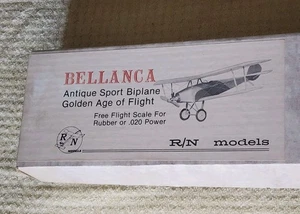 BELLANCA
Antique Sport Biplane
Golden Age of Flight
Free Flight Scale For
Rubber or .020 Power
R/N
R/N models